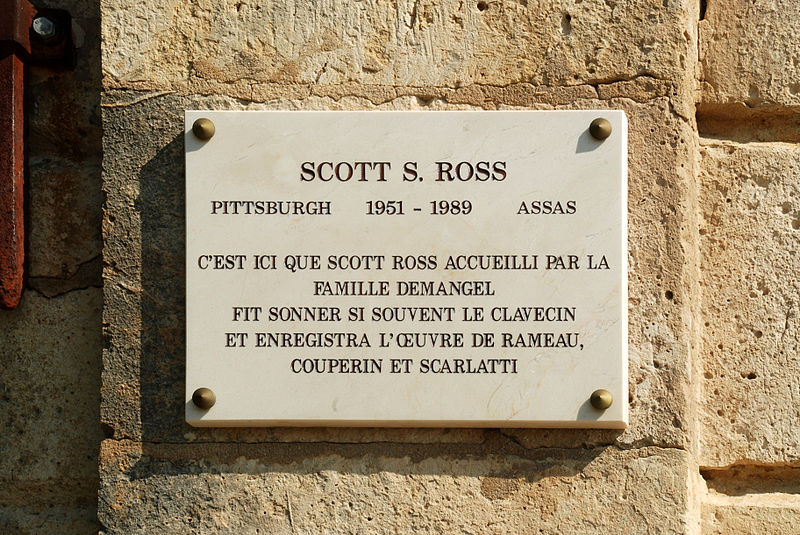 SCOTT S. ROSS
PITTSBURGH 1951 - 1989 ASSAS
C'EST ICI QUE SCOTT ROSS ACCUEILLI PAR LA
FAMILLE DEMANGEL
FIT SONNER SI SOUVENT LE CLAVECIN
ET ENREGISTRA L'ŒUVRE DE RAMEAU,
COUPERIN ET SCARLATTI